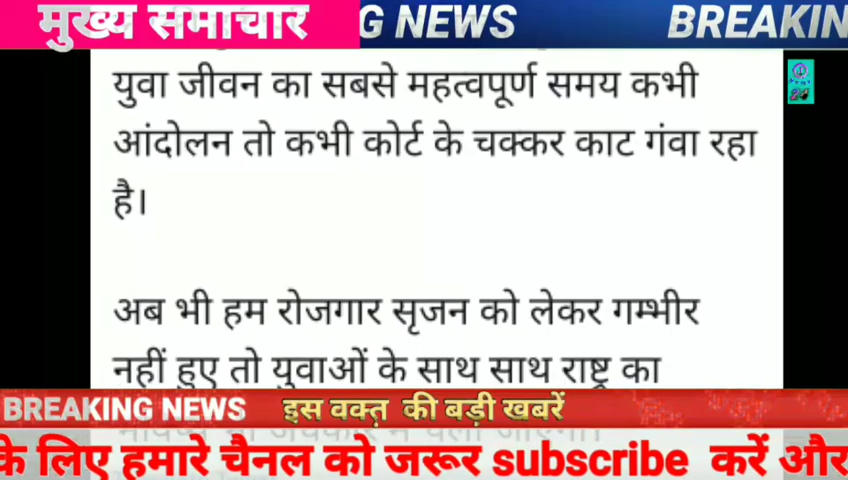 मुख्य समाचार
G NEWS
BREAKIN
युवा जीवन का सबसे महत्वपूर्ण समय कभी
आंदोलन तो कभी कोर्ट के चक्कर काट गंवा रहा
है।
अब भी हम रोजगार सृजन को लेकर गम्भीर
नहीं हुए तो युवाओं के साथ साथ राष्ट्र का
BREAKING NEWS इस वक्त़ की बड़ी खबरें
के लिए हमारे चैनल को जरूर subscribe करें और